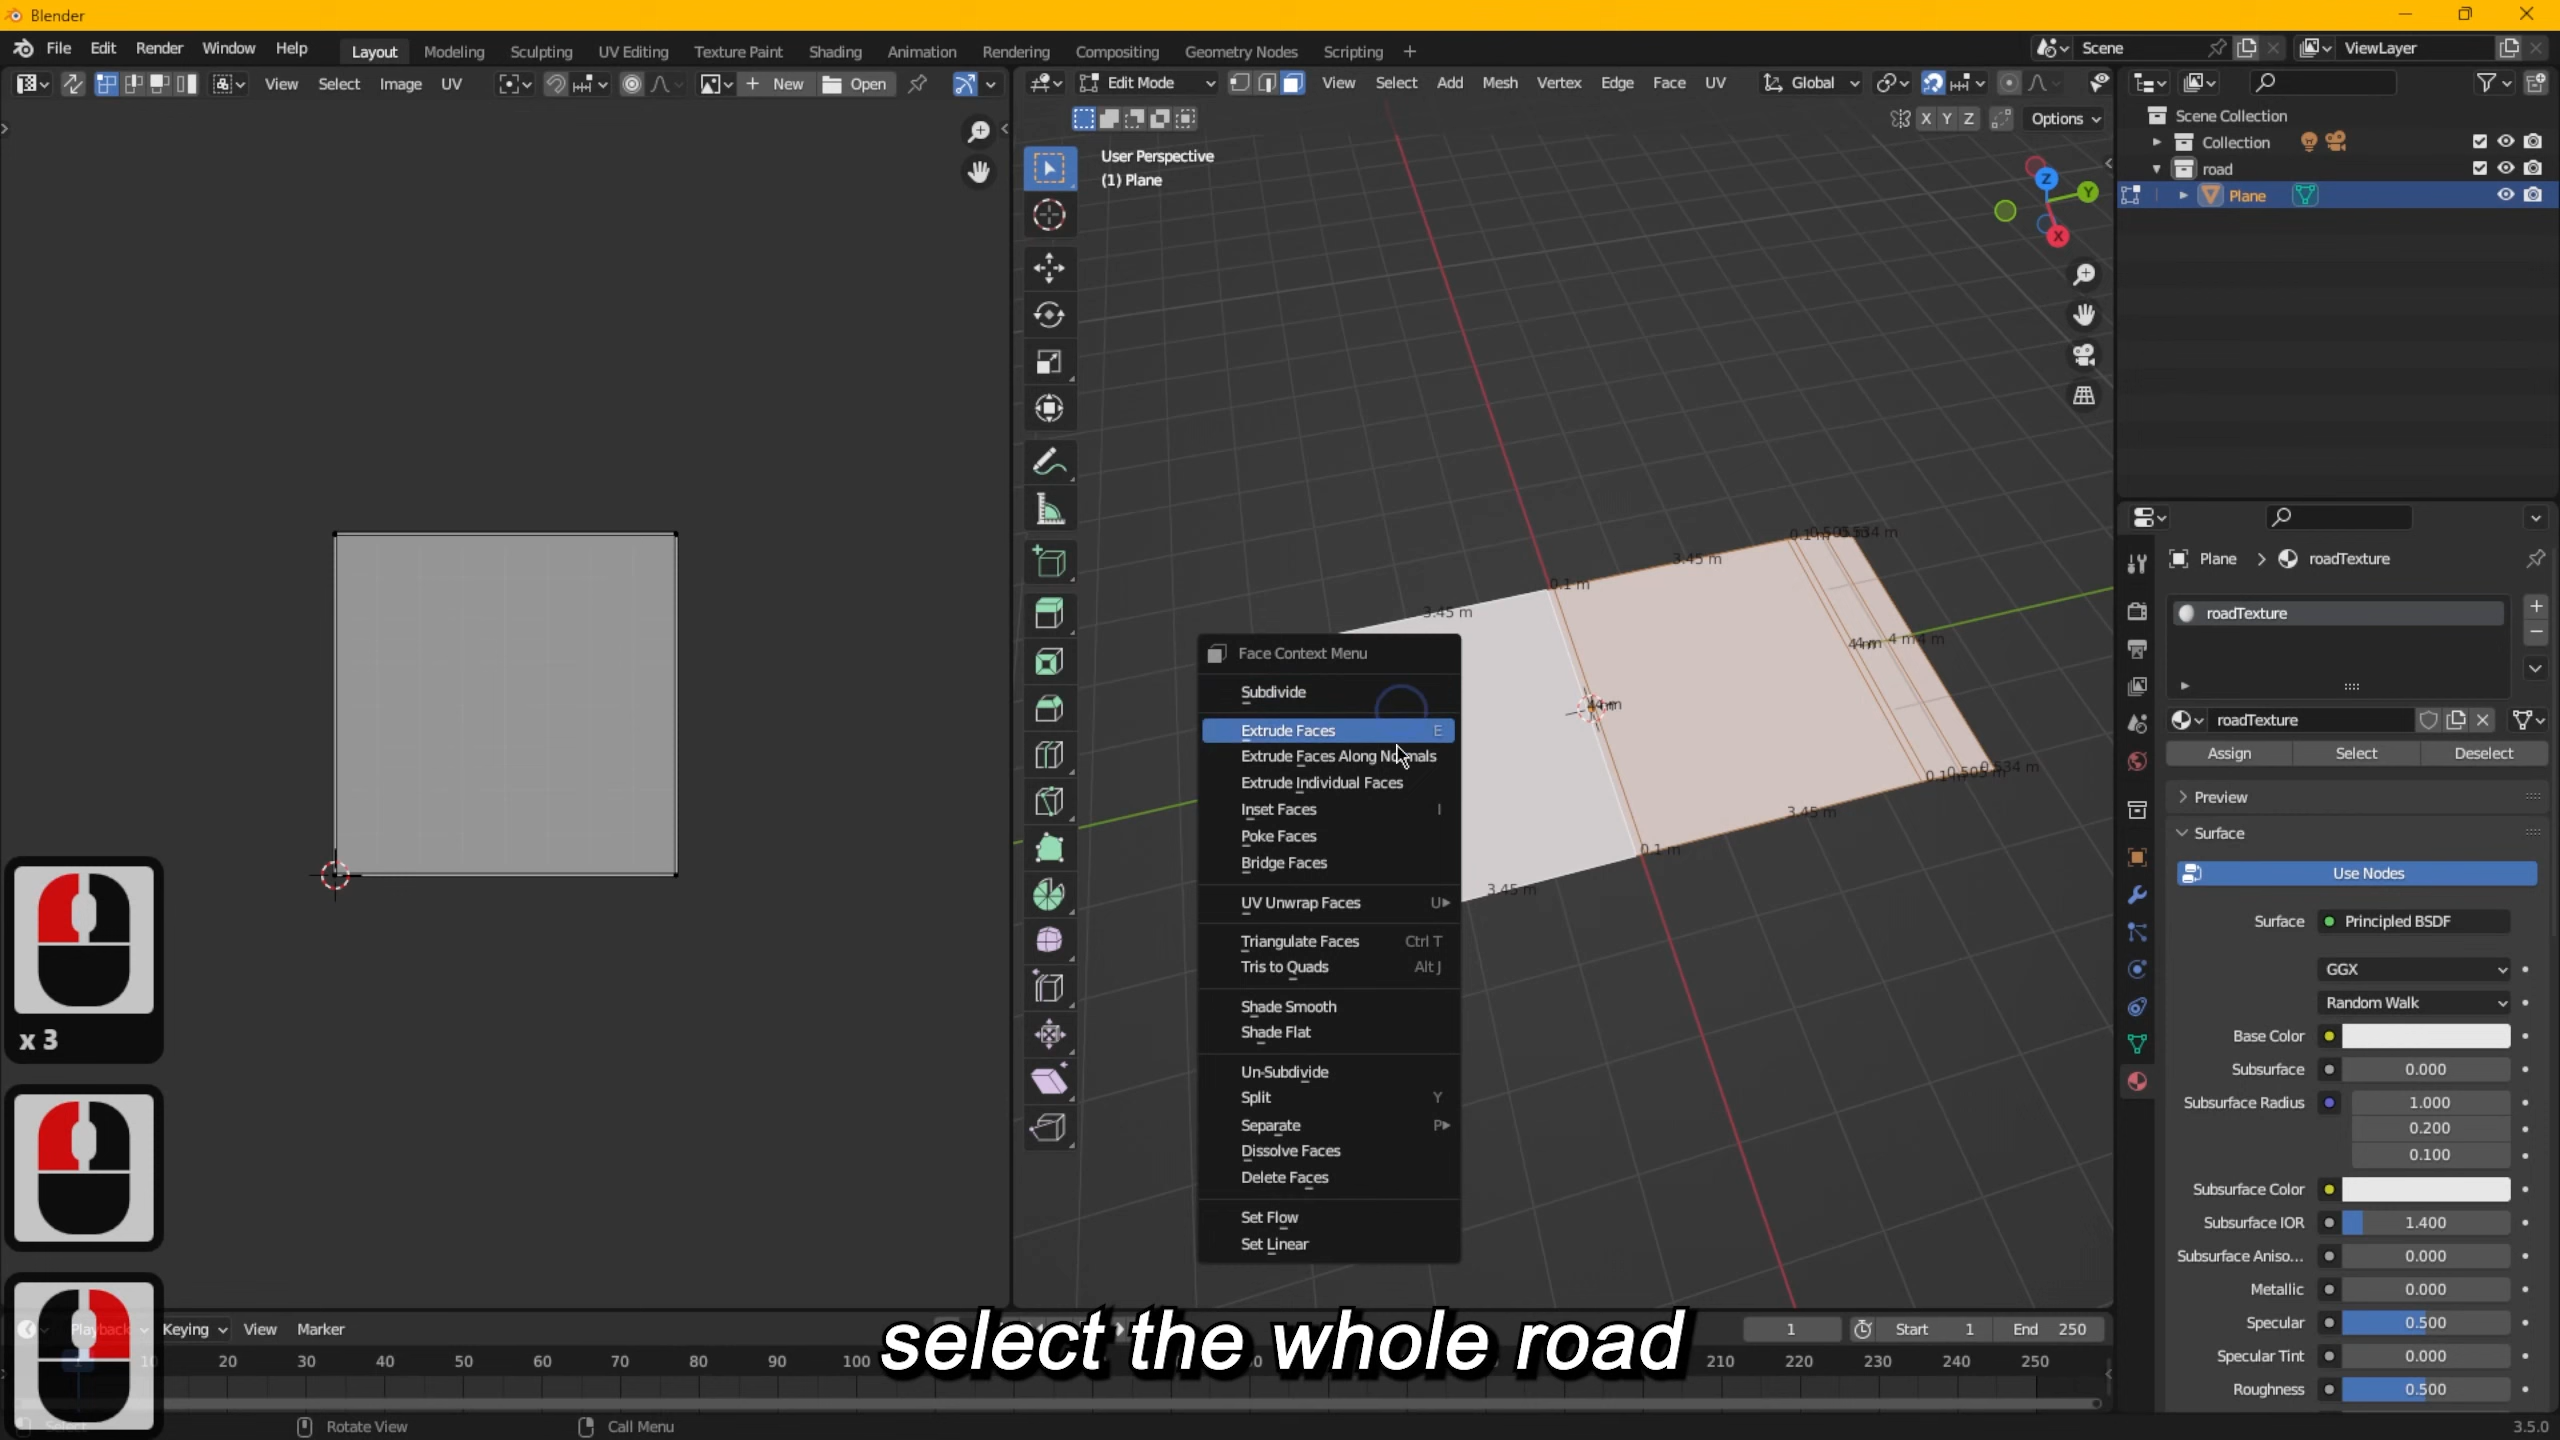 Blender
File Edit Render Window Help Layout Modeling Sculpting UV Editing Texture Paint Shading Animation Rendering Compositing Geometry Nodes Scripting + Scene ViewLayer
View Select Image UV + New Open
Edit Mode View Select Add Mesh Vertex Edge Face UV Global
X Y Z Options
User Perspective
(1) Plane
Z
Y
X
Scene Collection
Collection
road
Plane
3.45 m
0.1 m
3.45 m
4 m
3.45 m
0.1 m
3.45 m
Face Context Menu
Subdivide
Extrude Faces E
Extrude Faces Along Normals
Extrude Individual Faces
Inset Faces I
Poke Faces
Bridge Faces
UV Unwrap Faces U
Triangulate Faces Ctrl T
Tris to Quads Alt J
Shade Smooth
Shade Flat
Un-Subdivide
Split Y
Separate P
Dissolve Faces
Delete Faces
Set Flow
Set Linear
Plane > roadTexture
roadTexture
roadTexture
Assign Select Deselect
Preview
Surface
Use Nodes
Surface Principled BSDF
GGX
Random Walk
Base Color
Subsurface 0.000
Subsurface Radius 1.000
0.200
0.100
Subsurface Color
Subsurface IOR 1.400
Subsurface Aniso... 0.000
Metallic 0.000
Specular 0.500
Specular Tint 0.000
Roughness 0.500
x 3
Playback Keying View Marker
1 Start 1 End 250
1 10 20 30 40 50 60 70 80 90 100 210 220 230 240 250
select the whole road
Select Rotate View Call Menu 3.5.0